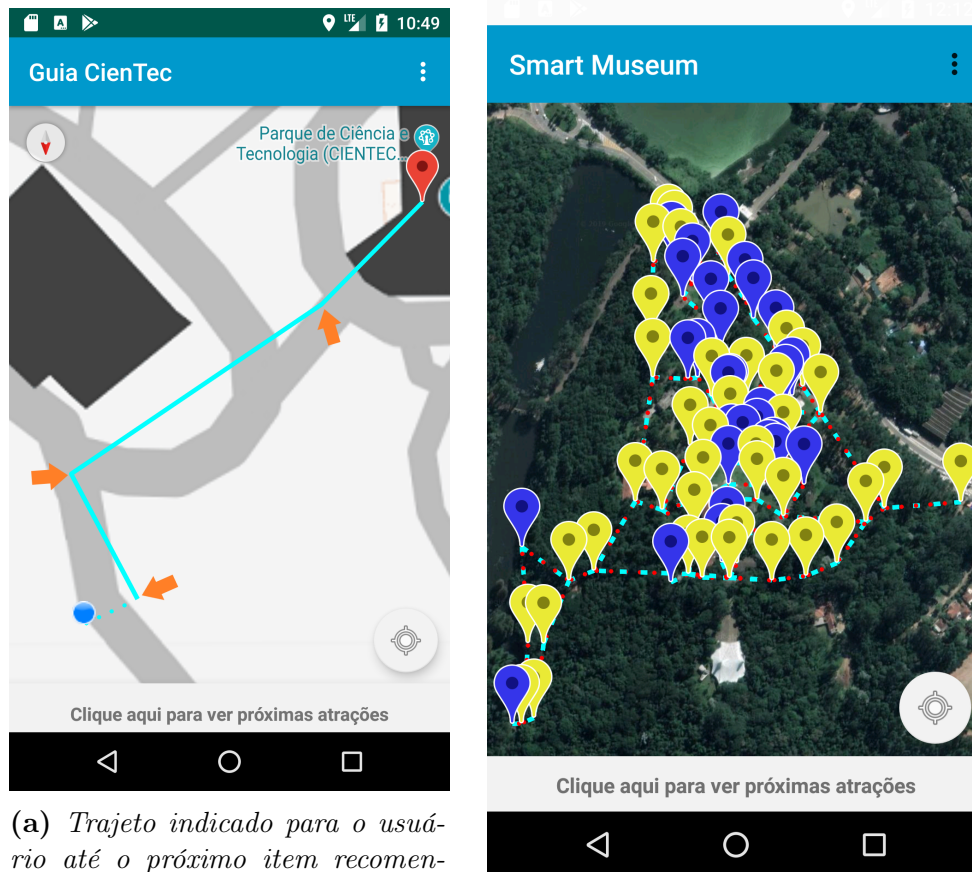 LTE 10:49
Guia CienTec
Parque de Ciência e
Tecnologia (CIENTEC...
Clique aqui para ver próximas atrações
(a) Trajeto indicado para o usuá-
rio até o próximo item recomen-
Smart Museum
Clique aqui para ver próximas atrações